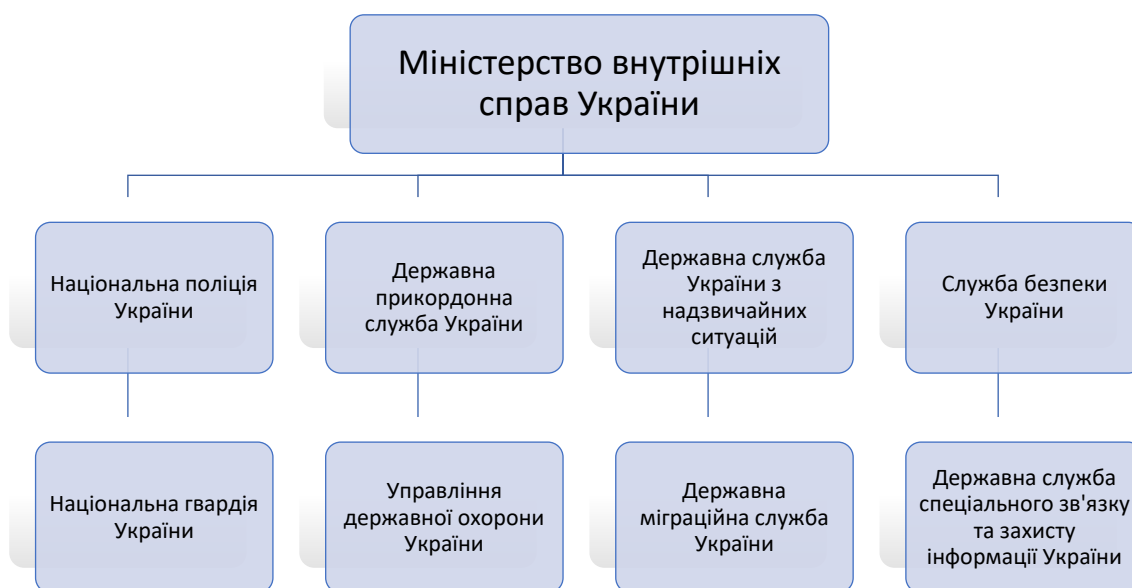 Міністерство внутрішніх
справ України
Національна поліція
України
Державна
прикордонна
служба України
Державна служба
України з
надзвичайних
ситуацій
Служба безпеки
України
Національна гвардія
України
Управління
державної охорони
України
Державна
міграційна служба
України
Державна служба
спеціального зв'язку
та захисту
інформації України